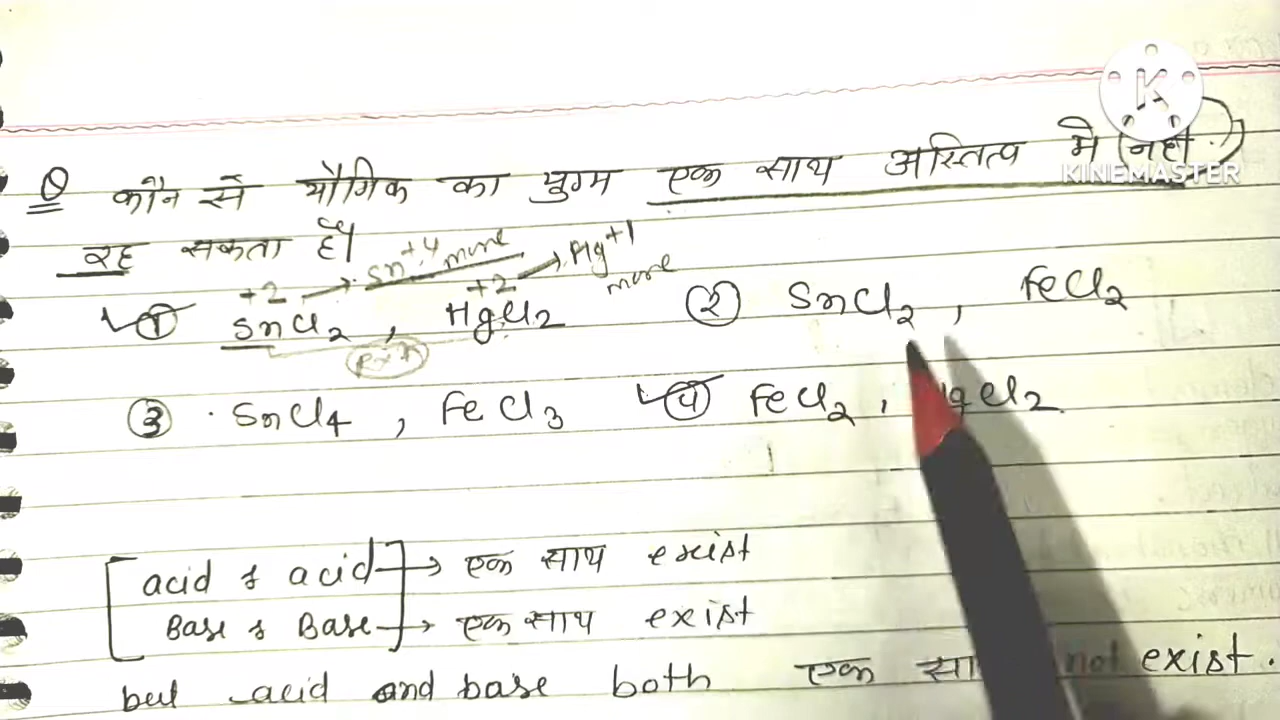 Q कौन से यौगिक का युग्म एक साथ अस्तित्व में (नहीं)
रह सकता है।
+2 → Sn+4 more +2 → Hg+1 more
① SnCl2 , HgCl2 ② SnCl2 , FeCl2
③ SnCl4 , FeCl3 ④ FeCl2 , HgCl2
acid & acid → एक साथ exist
Base & Base → एक साथ exist
but acid and base both एक not exist.
K
KINEMASTER